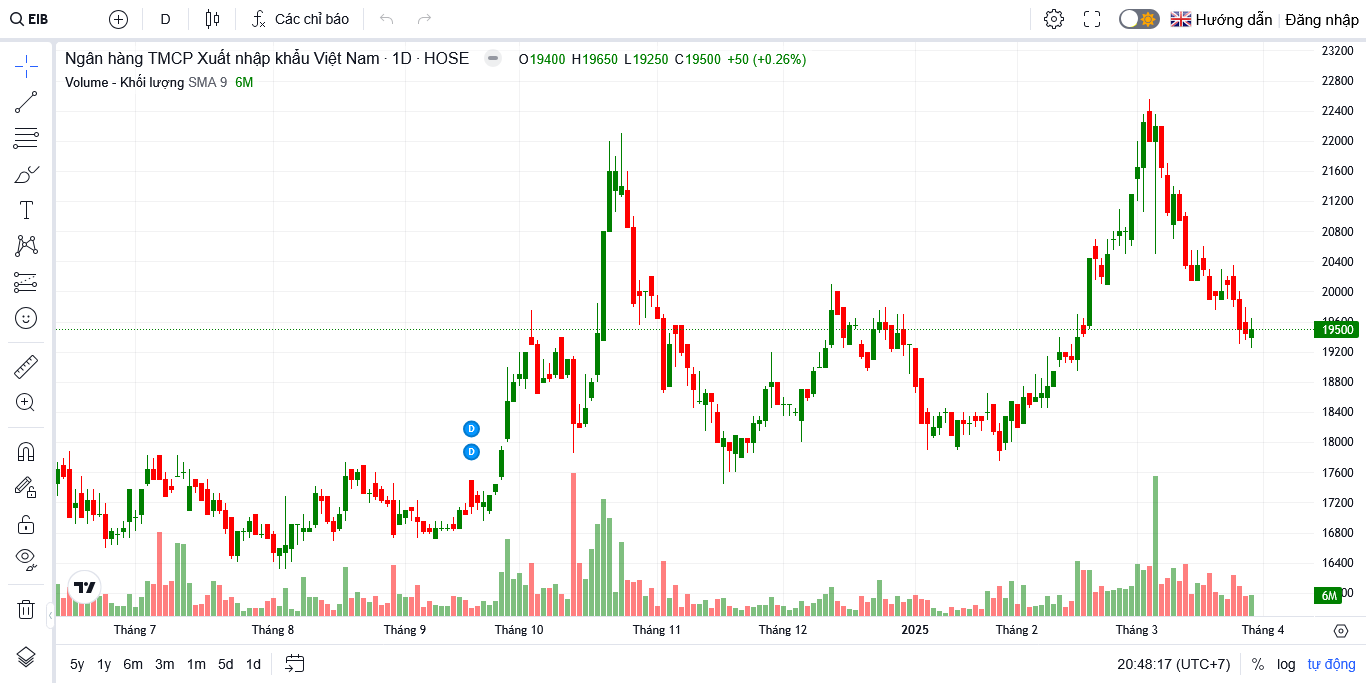 EIB D Các chỉ báo Hướng dẫn Đăng nhập
Ngân hàng TMCP Xuất nhập khẩu Việt Nam · 1D · HOSE O19400 H19650 L19250 C19500 +50 (+0.26%)
Volume - Khối lượng SMA 9 6M
23200
22800
22400
22000
21600
21200
20800
20400
20000
19600
19500
19200
18800
18400
D
18000
D
17600
17200
16800
16400
6M
Tháng 7 Tháng 8 Tháng 9 Tháng 10 Tháng 11 Tháng 12 2025 Tháng 2 Tháng 3 Tháng 4
5y 1y 6m 3m 1m 5d 1d 20:48:17 (UTC+7) % log tự động